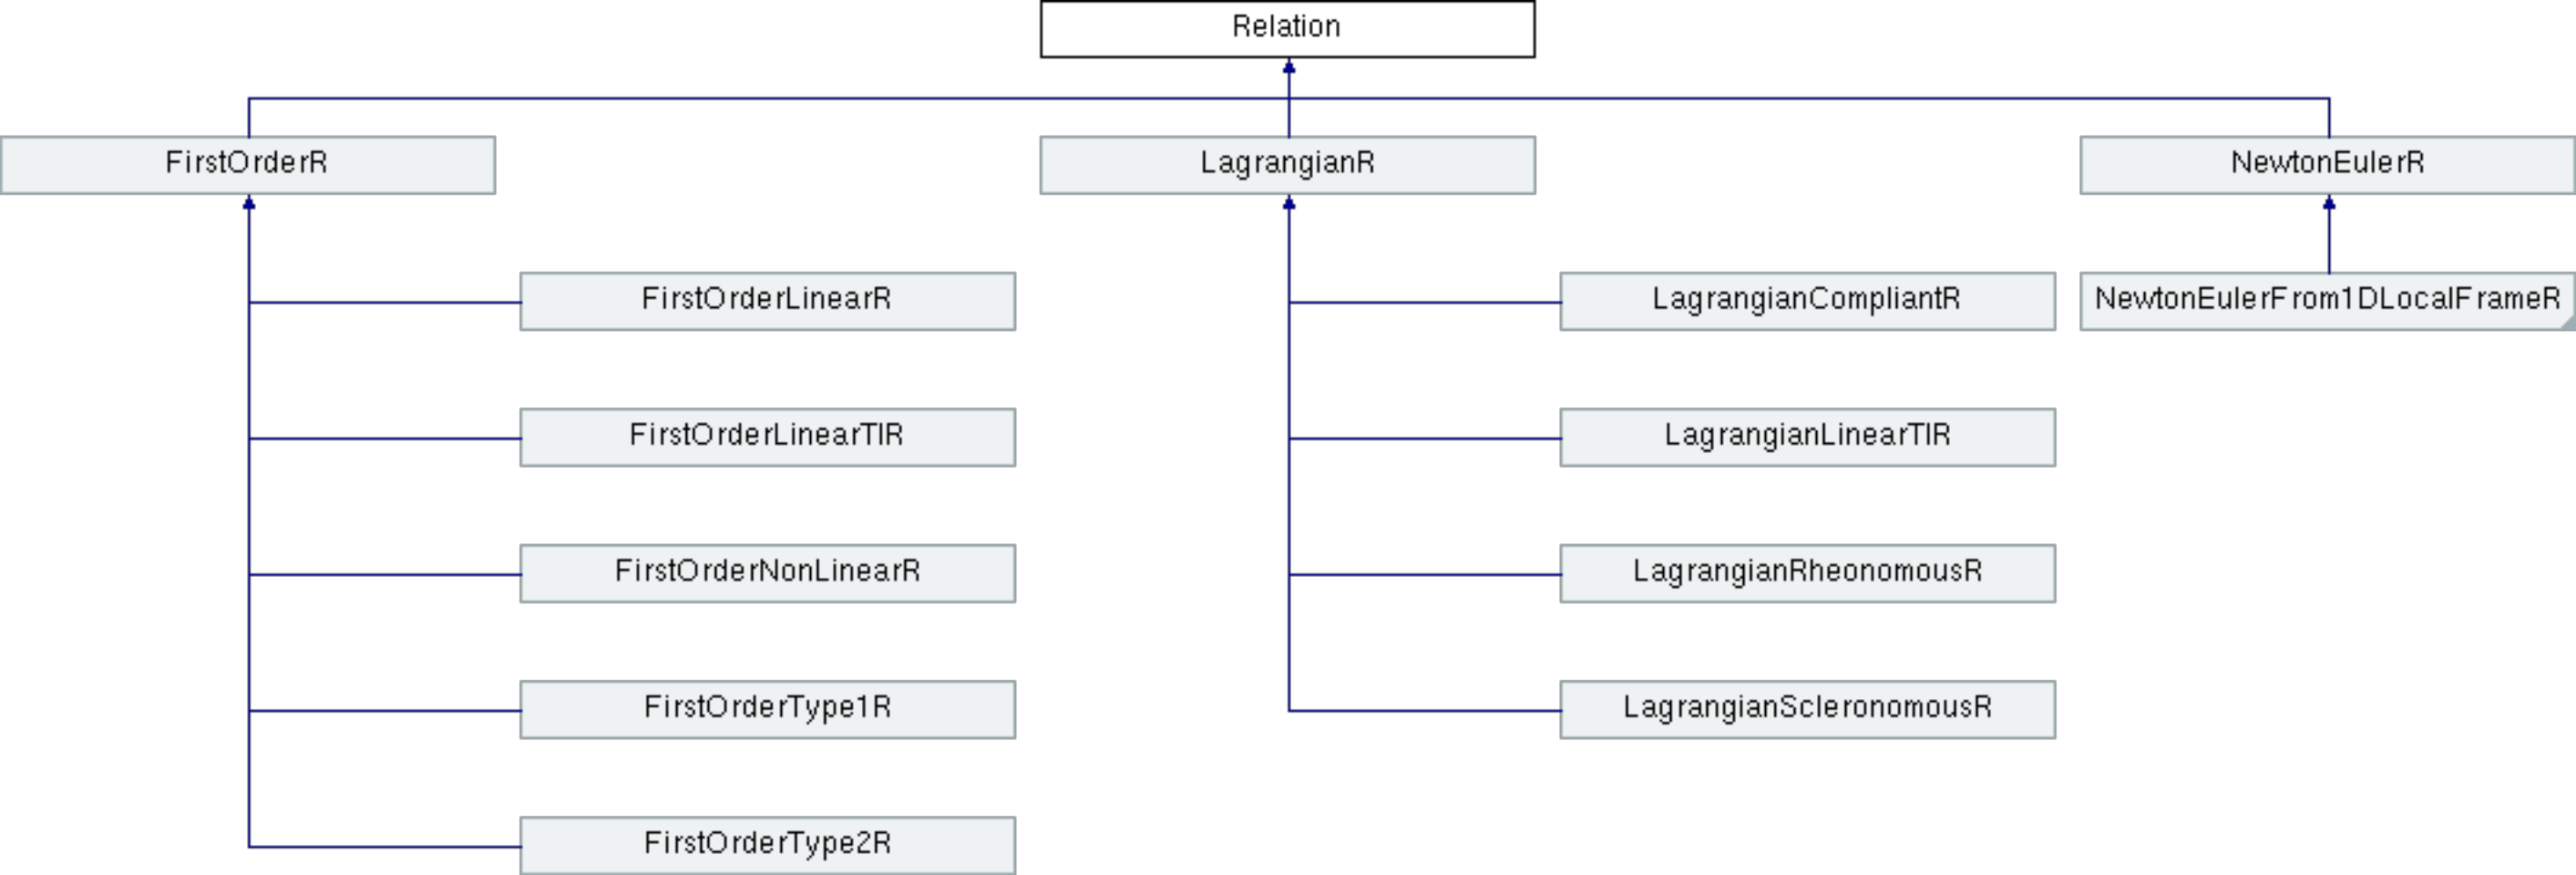 Relation
FirstOrderR
LagrangianR
NewtonEulerR
FirstOrderLinearR
LagrangianCompliantR
NewtonEulerFrom1DLocalFrameR
FirstOrderLinearTIR
LagrangianLinearTIR
FirstOrderNonLinearR
LagrangianRheonomousR
FirstOrderType1R
LagrangianScleronomousR
FirstOrderType2R